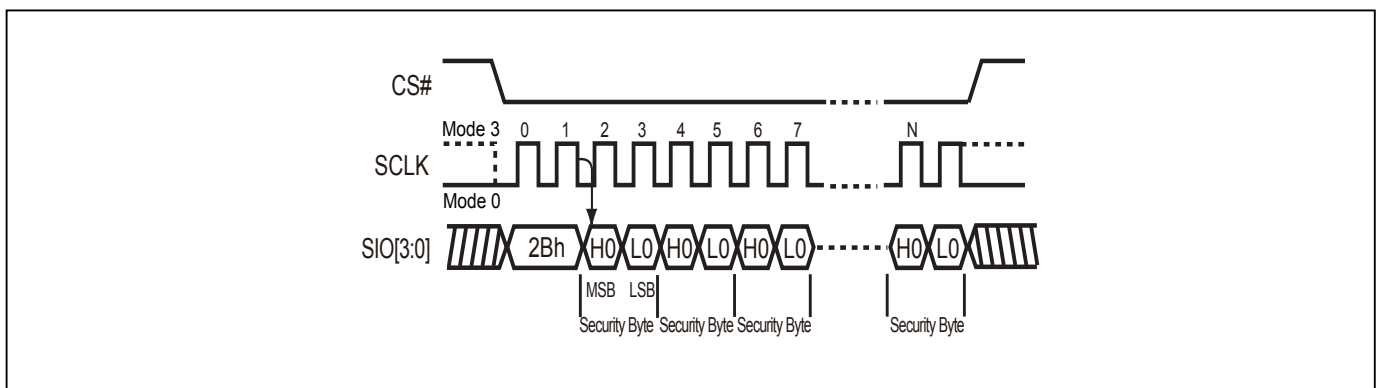 CS#
Mode 3 0 1 2 3 4 5 6 7 N
SCLK
Mode 0
SIO[3:0] 2Bh H0 L0 H0 L0 H0 L0 H0 L0
MSB LSB
Security Byte Security Byte Security Byte Security Byte